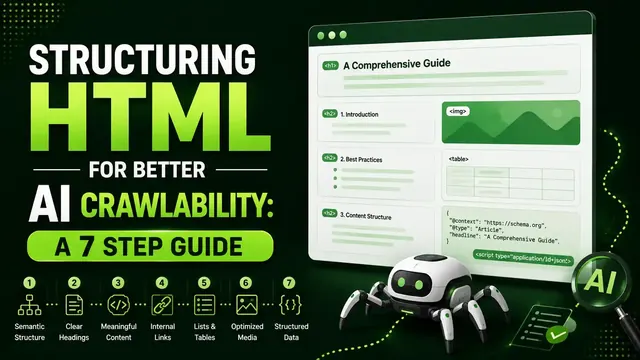 STRUCTURING
HTML
FOR BETTER
AI CRAWLABILITY:
A 7 STEP GUIDE
1
Semantic
Structure
2
Clear
Headings
3
Meaningful
Content
4
Internal
Links
5
Lists &
Tables
6
Optimized
Media
7
Structured
Data
<h1> A Comprehensive Guide
<h2> 1. Introduction
<img>
<h2> 2. Best Practices
<table>
<h2> 3. Content Structure
{
"@context": "https://schema.org",
"@type": "Article",
"headline": "A Comprehensive Guide",
}
<script type="application/ld+json">
AI